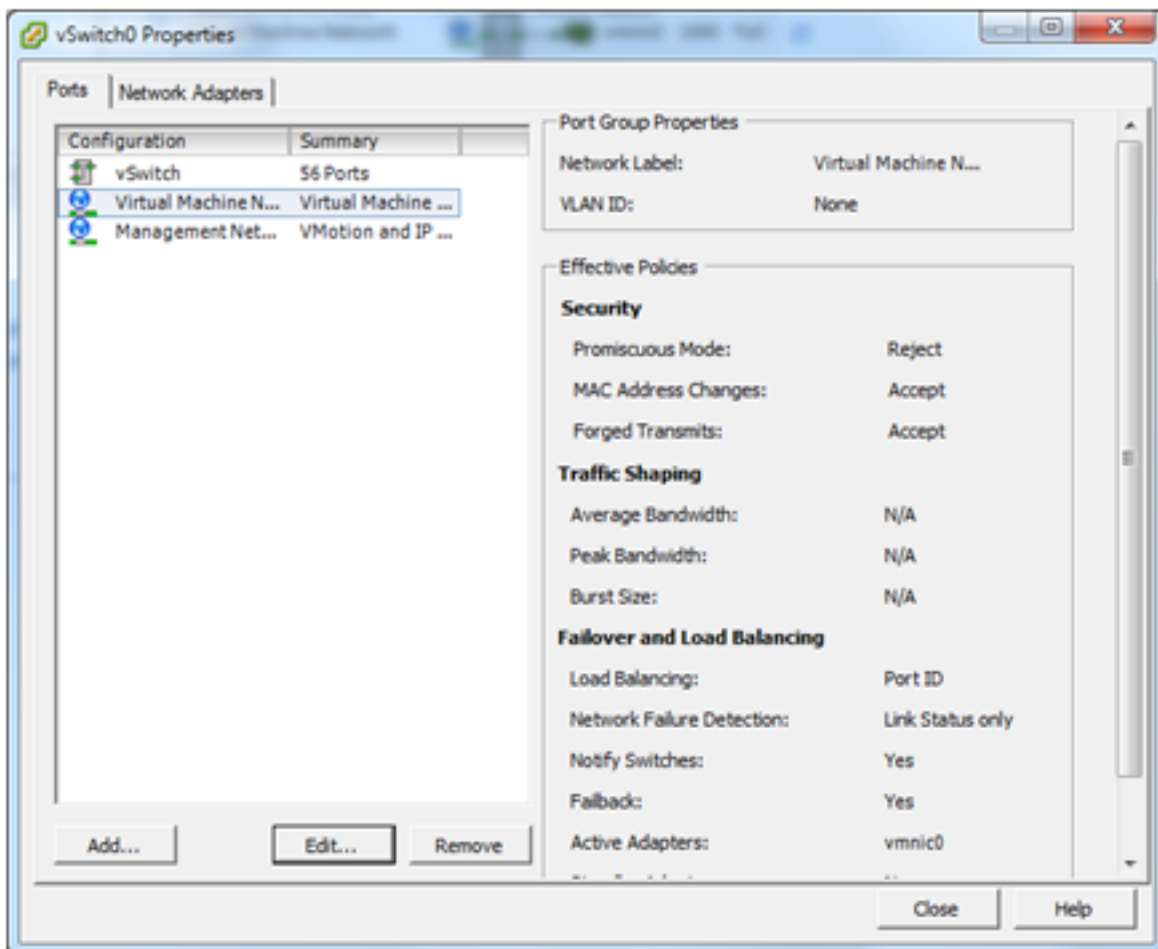 vSwitch0 Properties
Ports
Network Adapters
Configuration Summary
vSwitch 56 Ports
Virtual Machine N... Virtual Machine ...
Management Net... VMotion and IP ...
Add...
Edit...
Remove
Port Group Properties
Network Label: Virtual Machine N...
VLAN ID: None
Effective Policies
Security
Promiscuous Mode: Reject
MAC Address Changes: Accept
Forged Transmits: Accept
Traffic Shaping
Average Bandwidth: N/A
Peak Bandwidth: N/A
Burst Size: N/A
Failover and Load Balancing
Load Balancing: Port ID
Network Failure Detection: Link Status only
Notify Switches: Yes
Failback: Yes
Active Adapters: vmnic0
Close
Help